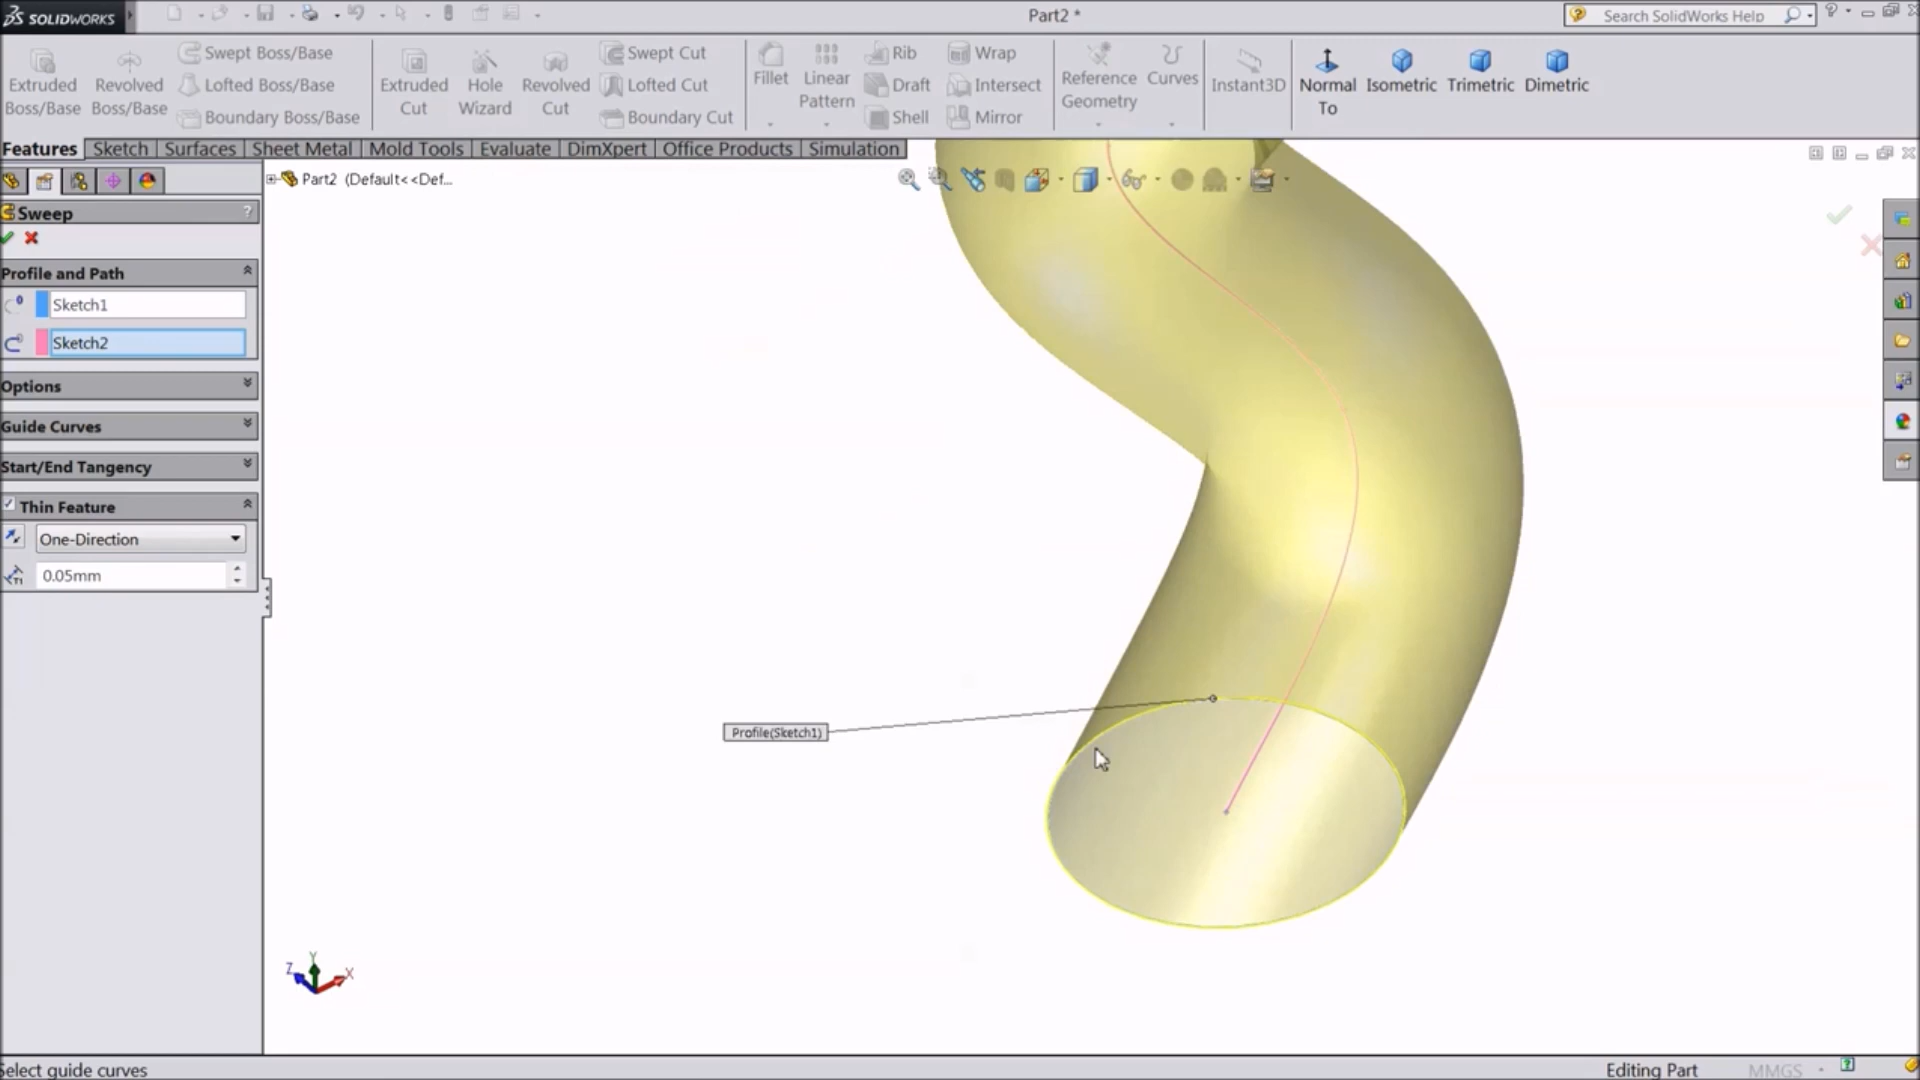 SOLIDWORKS
Part2 *
Search SolidWorks Help
Extruded Boss/Base
Revolved Boss/Base
Swept Boss/Base
Lofted Boss/Base
Boundary Boss/Base
Extruded Cut
Hole Wizard
Revolved Cut
Swept Cut
Lofted Cut
Boundary Cut
Fillet
Linear Pattern
Rib
Draft
Shell
Wrap
Intersect
Mirror
Reference Geometry
Curves
Instant3D
Normal To
Isometric
Trimetric
Dimetric
Features
Sketch
Surfaces
Sheet Metal
Mold Tools
Evaluate
DimXpert
Office Products
Simulation
Part2 (Default<<Def...
Sweep
?
Profile and Path
Sketch1
Sketch2
Options
Guide Curves
Start/End Tangency
Thin Feature
One-Direction
0.05mm
Profile(Sketch1)
Y
Z
X
Select guide curves
Editing Part
MMGS